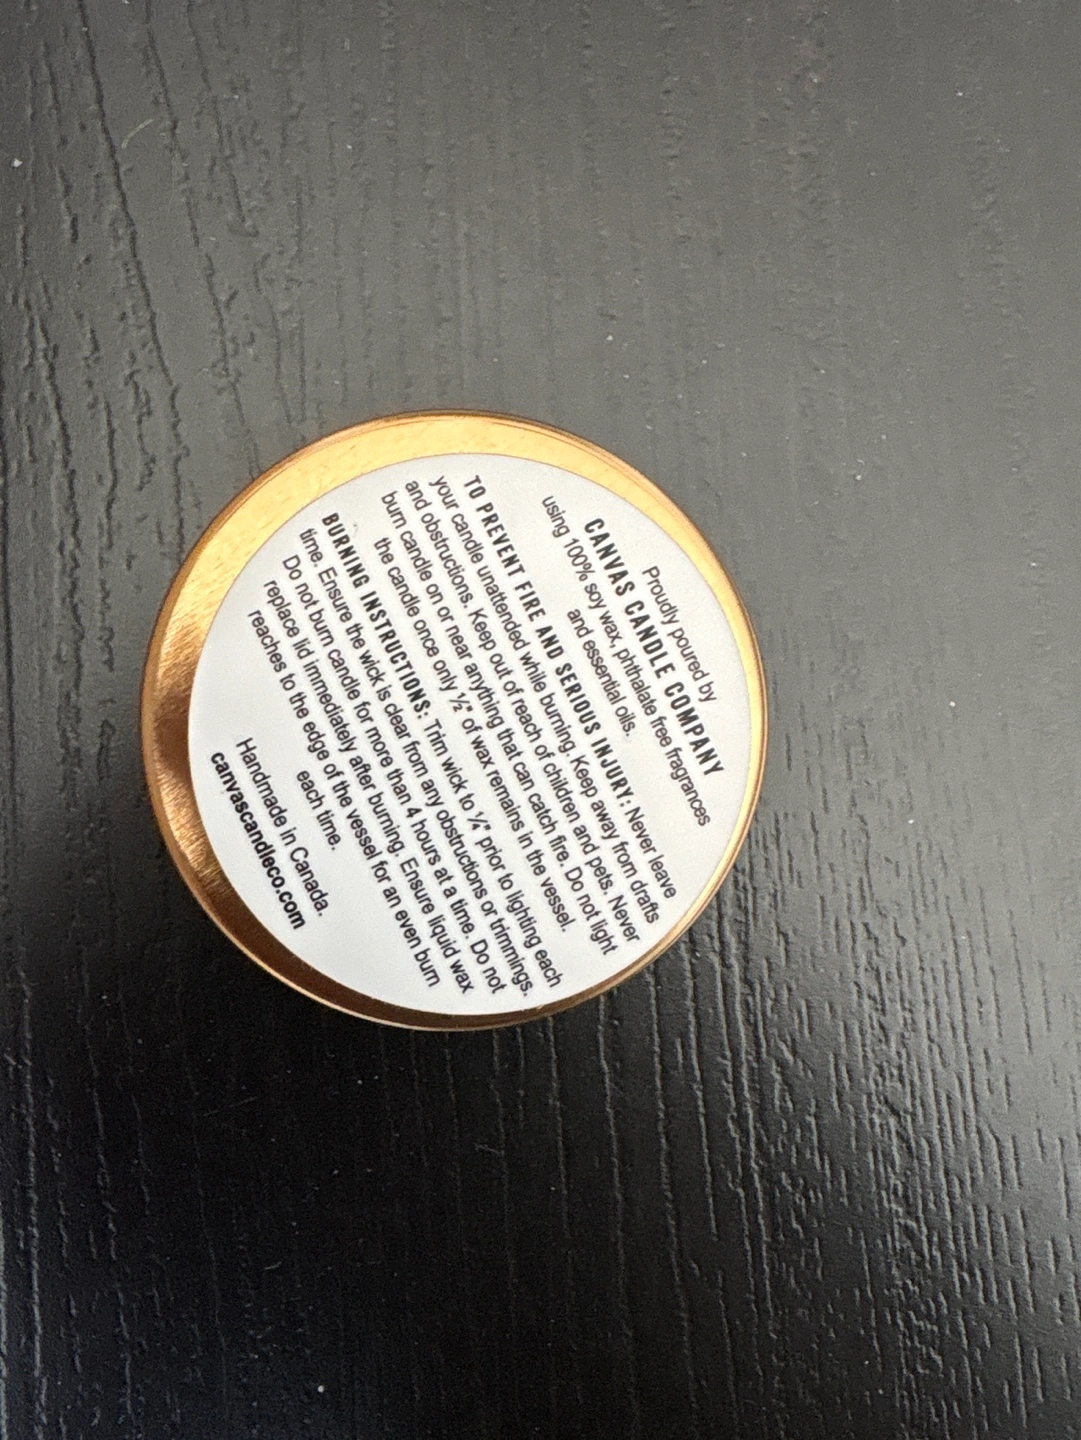 Proudly poured by
CANVAS CANDLE COMPANY
using 100% soy wax, phthalate free fragrances
and essential oils.
TO PREVENT FIRE AND SERIOUS INJURY: Never leave
your candle unattended while burning. Keep away from drafts
and obstructions. Keep out of reach of children and pets. Never
burn candle on or near anything that can catch fire. Do not light
the candle once only ½" of wax remains in the vessel.
BURNING INSTRUCTIONS: Trim wick to ¼" prior to lighting each
time. Ensure the wick is clear from any obstructions or trimmings.
Do not burn candle for more than 4 hours at a time. Do not
replace lid immediately after burning. Ensure liquid wax
reaches to the edge of the vessel for an even burn
each time.
Handmade in Canada.
canvascandleco.com